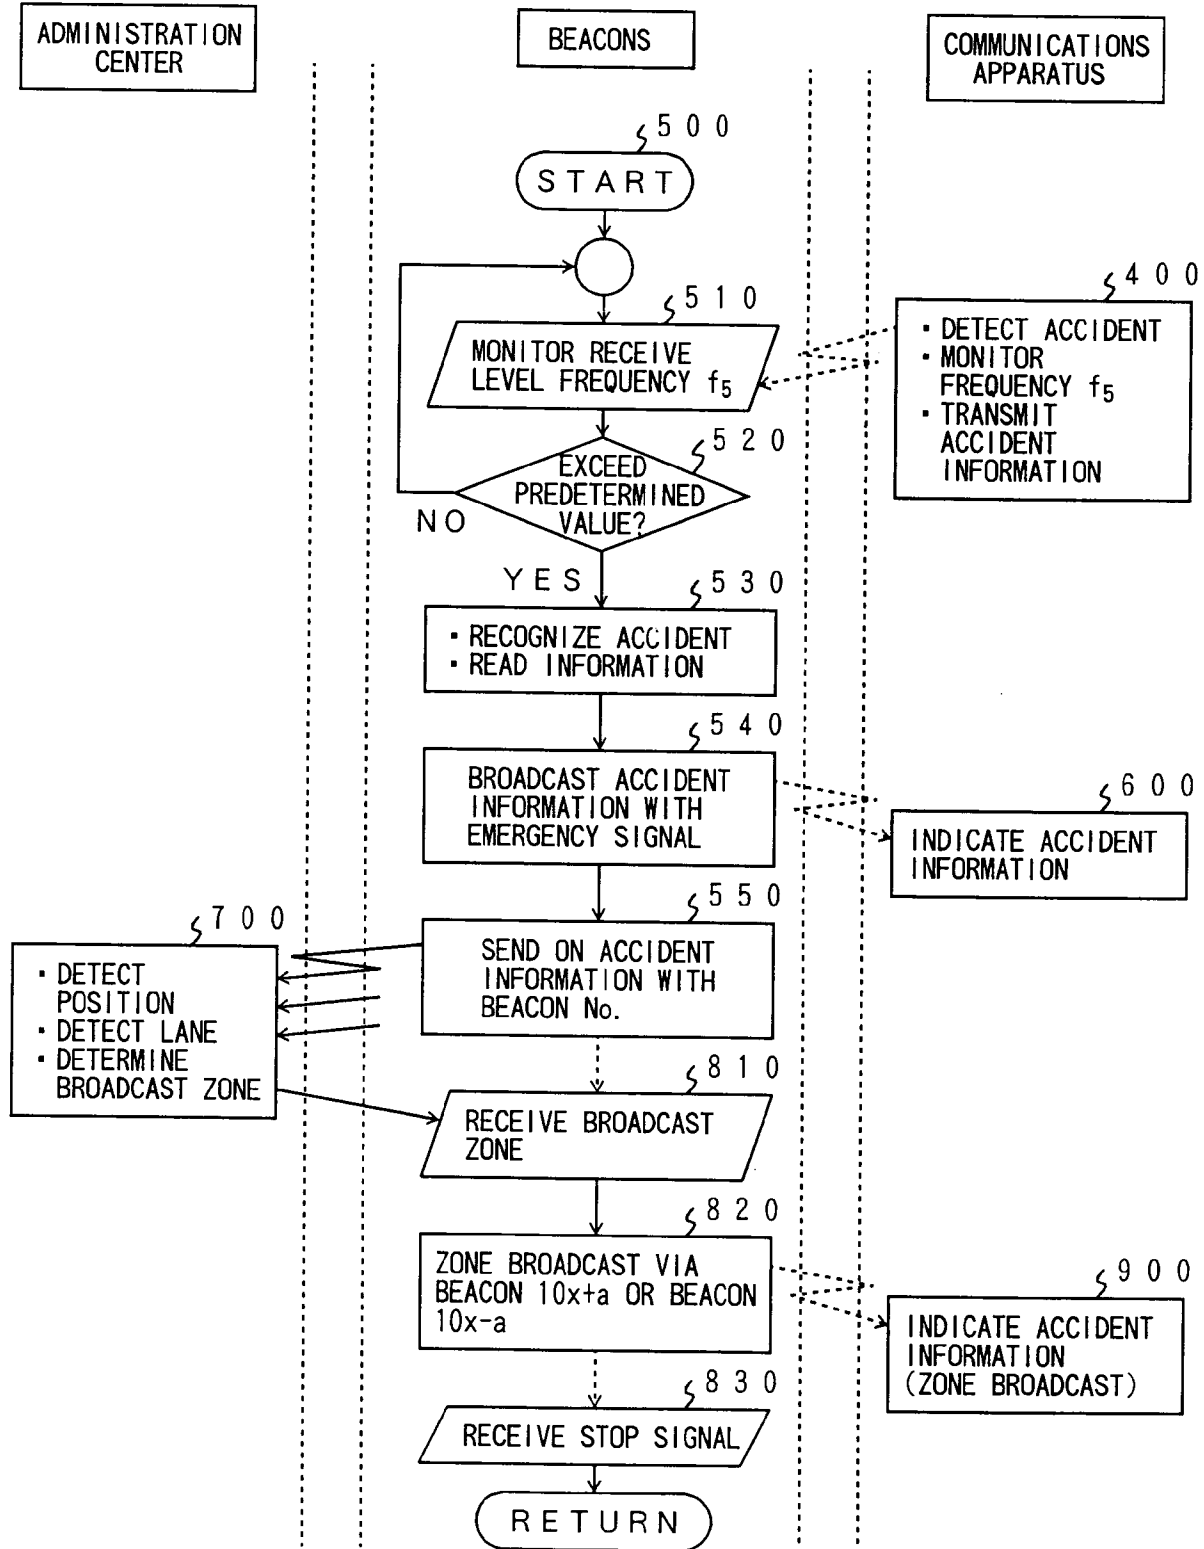 ADMINISTRATION
CENTER
BEACONS
COMMUNICATIONS
APPARATUS
500
START
510
MONITOR RECEIVE
LEVEL FREQUENCY f5
400
· DETECT ACCIDENT
· MONITOR
FREQUENCY f5
· TRANSMIT
ACCIDENT
INFORMATION
520
EXCEED
PREDETERMINED
VALUE?
NO
YES
530
· RECOGNIZE ACCIDENT
· READ INFORMATION
540
BROADCAST ACCIDENT
INFORMATION WITH
EMERGENCY SIGNAL
600
INDICATE ACCIDENT
INFORMATION
550
SEND ON ACCIDENT
INFORMATION WITH
BEACON No.
700
· DETECT
POSITION
· DETECT LANE
· DETERMINE
BROADCAST ZONE
810
RECEIVE BROADCAST
ZONE
820
ZONE BROADCAST VIA
BEACON 10x+a OR BEACON
10x-a
900
INDICATE ACCIDENT
INFORMATION
(ZONE BROADCAST)
830
RECEIVE STOP SIGNAL
RETURN